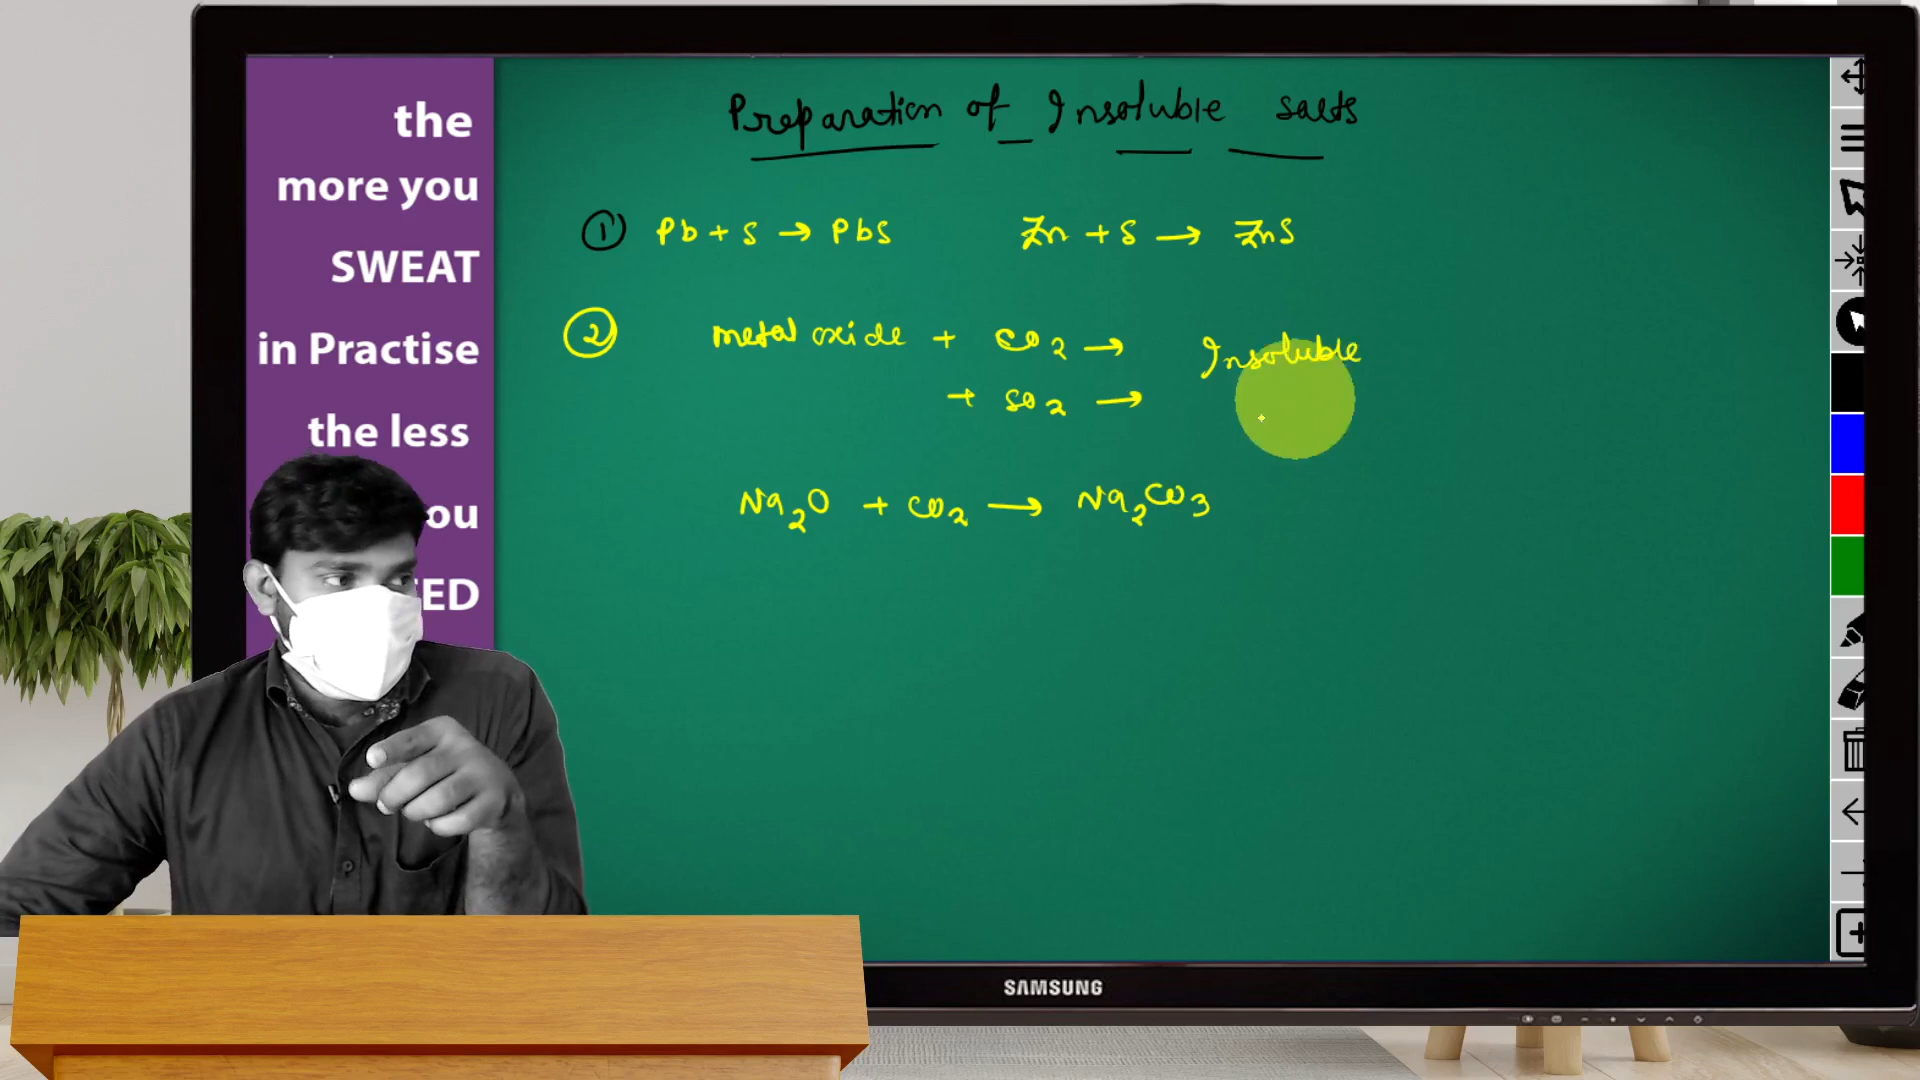 the
more you
SWEAT
in Practise
the less
ou
ED
Preparation of Insoluble salts
① Pb + S → PbS Zn + S → ZnS
② metal oxide + CO2 → Insoluble
+ SO2 →
Na2O + CO2 → Na2CO3
SAMSUNG